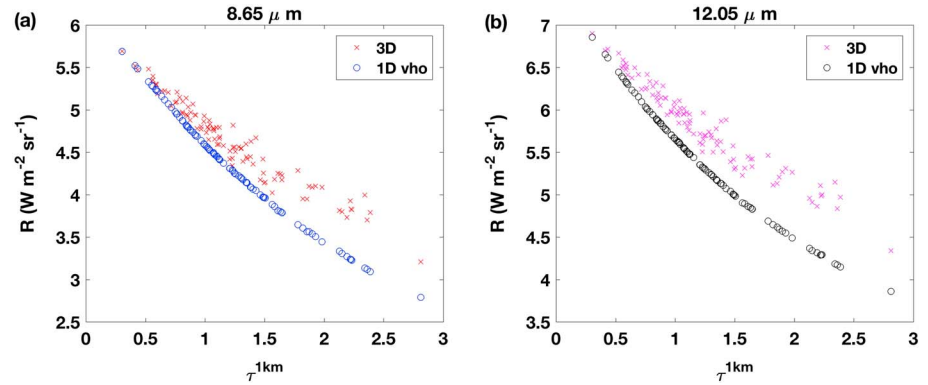 (a)
8.65 μ m
R (W m⁻² sr⁻¹)
6
5.5
5
4.5
4
3.5
3
2.5
0 0.5 1 1.5 2 2.5 3
τ¹ᵏᵐ
3D
1D vho
(b)
12.05 μ m
R (W m⁻² sr⁻¹)
7
6.5
6
5.5
5
4.5
4
3.5
0 0.5 1 1.5 2 2.5 3
τ¹ᵏᵐ
3D
1D vho